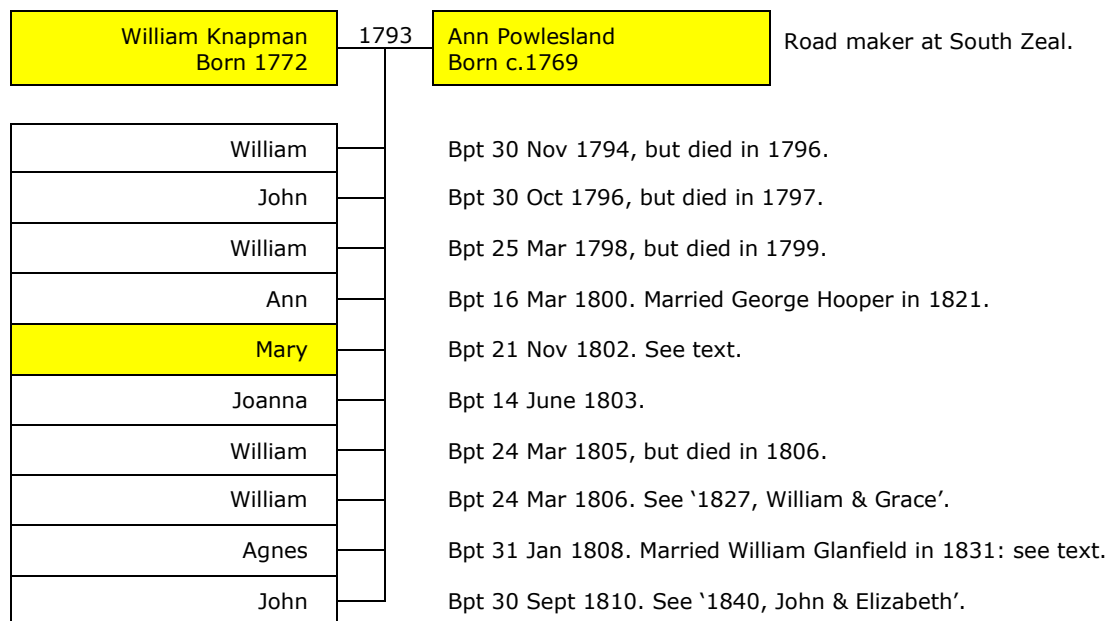 William Knapman 1793 Ann Powlesland Road maker at South Zeal.
Born 1772 Born c.1769
William Bpt 30 Nov 1794, but died in 1796.
John Bpt 30 Oct 1796, but died in 1797.
William Bpt 25 Mar 1798, but died in 1799.
Ann Bpt 16 Mar 1800. Married George Hooper in 1821.
Mary Bpt 21 Nov 1802. See text.
Joanna Bpt 14 June 1803.
William Bpt 24 Mar 1805, but died in 1806.
William Bpt 24 Mar 1806. See ‘1827, William & Grace’.
Agnes Bpt 31 Jan 1808. Married William Glanfield in 1831: see text.
John Bpt 30 Sept 1810. See ‘1840, John & Elizabeth’.